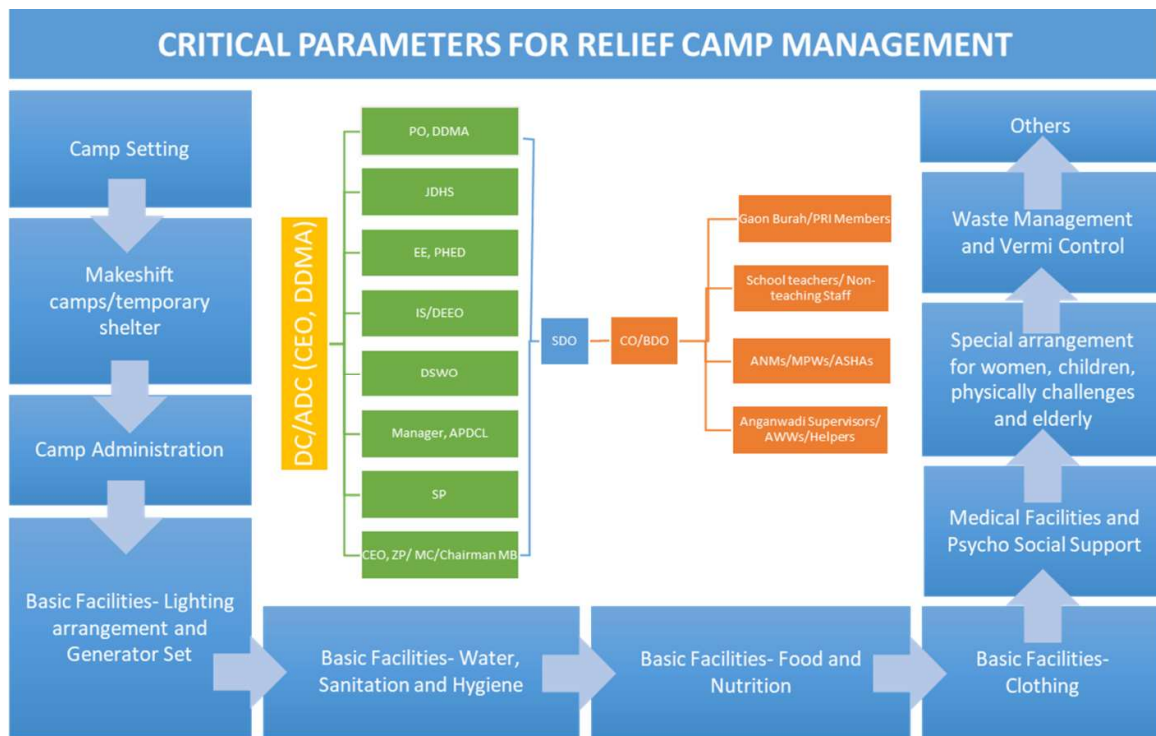 CRITICAL PARAMETERS FOR RELIEF CAMP MANAGEMENT
Camp Setting
Makeshift
camps/temporary
shelter
Camp Administration
Basic Facilities- Lighting
arrangement and
Generator Set
Basic Facilities- Water,
Sanitation and Hygiene
Basic Facilities- Food and
Nutrition
Basic Facilities-
Clothing
Medical Facilities and
Psycho Social Support
Special arrangement
for women, children,
physically challenges
and elderly
Waste Management
and Vermi Control
Others
DC/ADC (CEO, DDMA)
PO, DDMA
JDHS
EE, PHED
IS/DEEO
DSWO
Manager, APDCL
SP
CEO, ZP/ MC/Chairman MB
SDO
CO/BDO
Gaon Burah/PRI Members
School teachers/ Non-
teaching Staff
ANMs/MPWs/ASHAs
Anganwadi Supervisors/
AWWs/Helpers